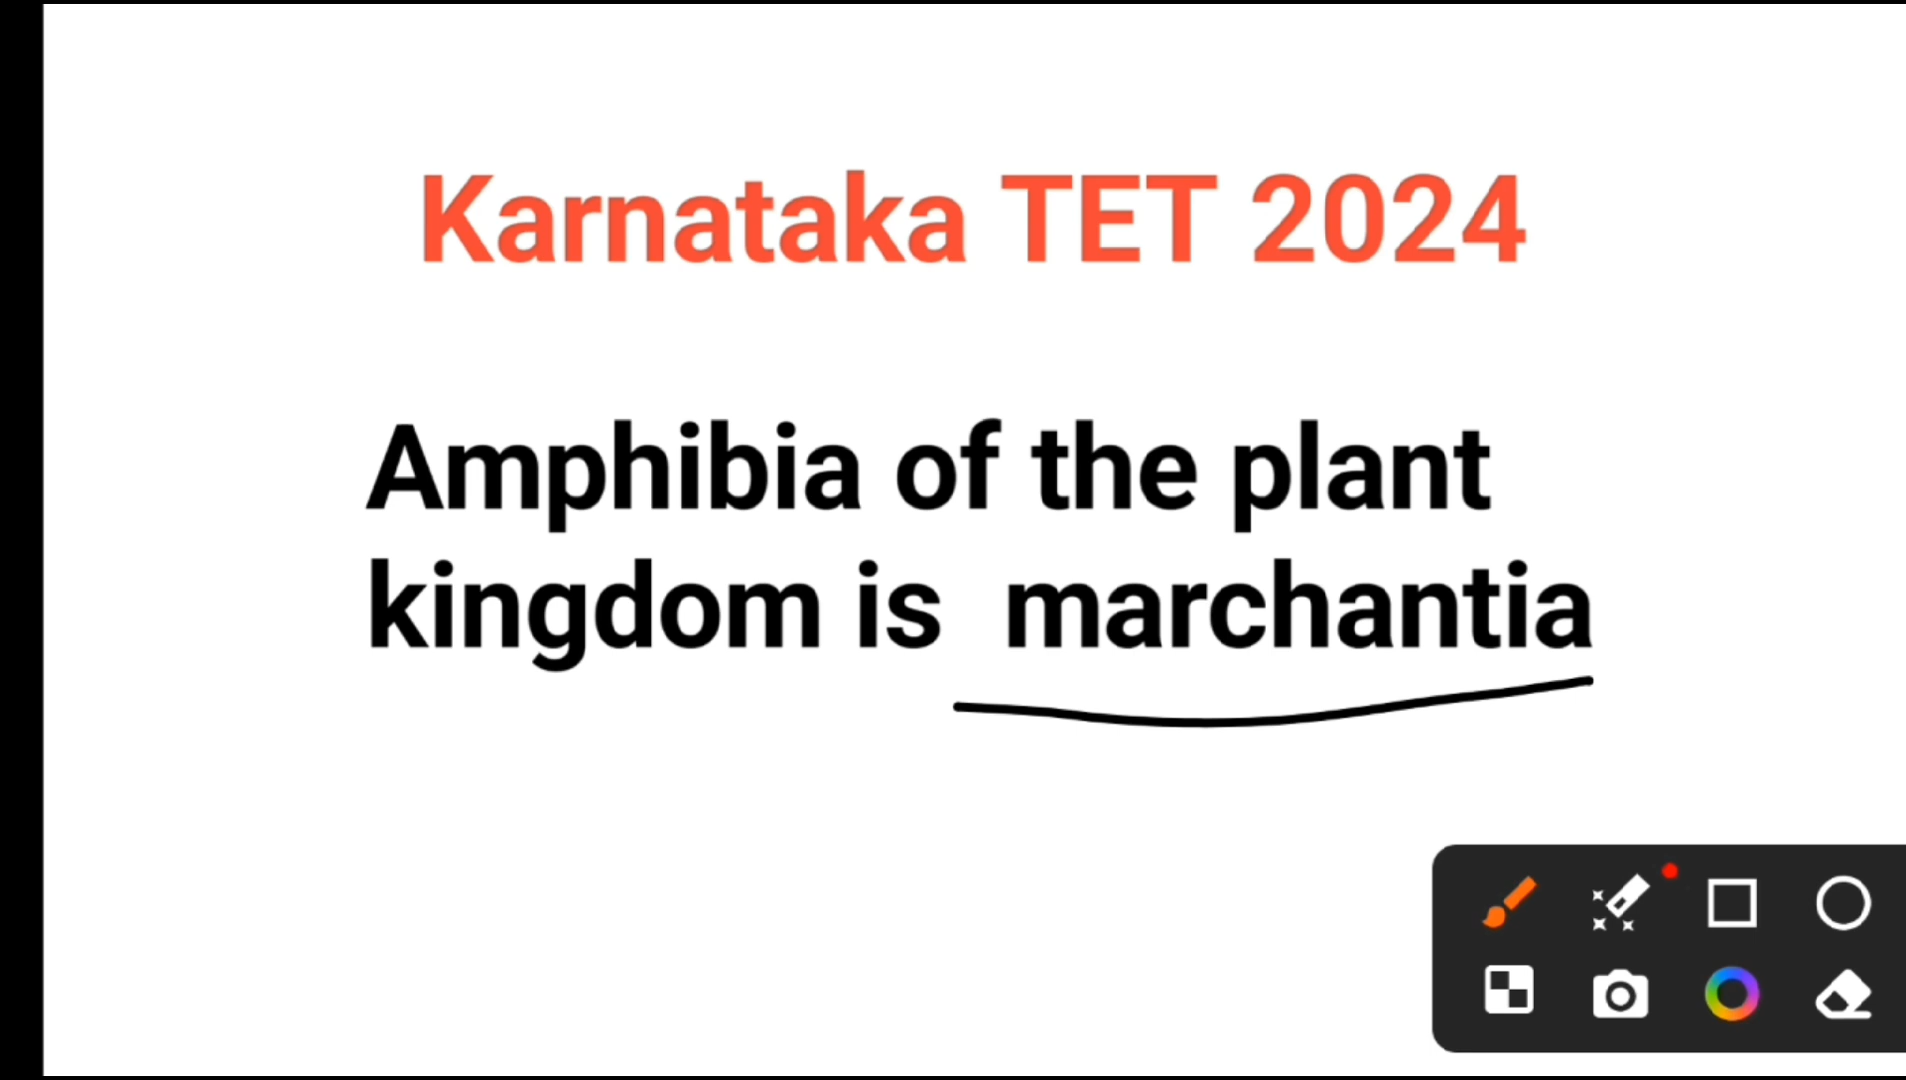 Karnataka TET 2024
Amphibia of the plant
kingdom is marchantia